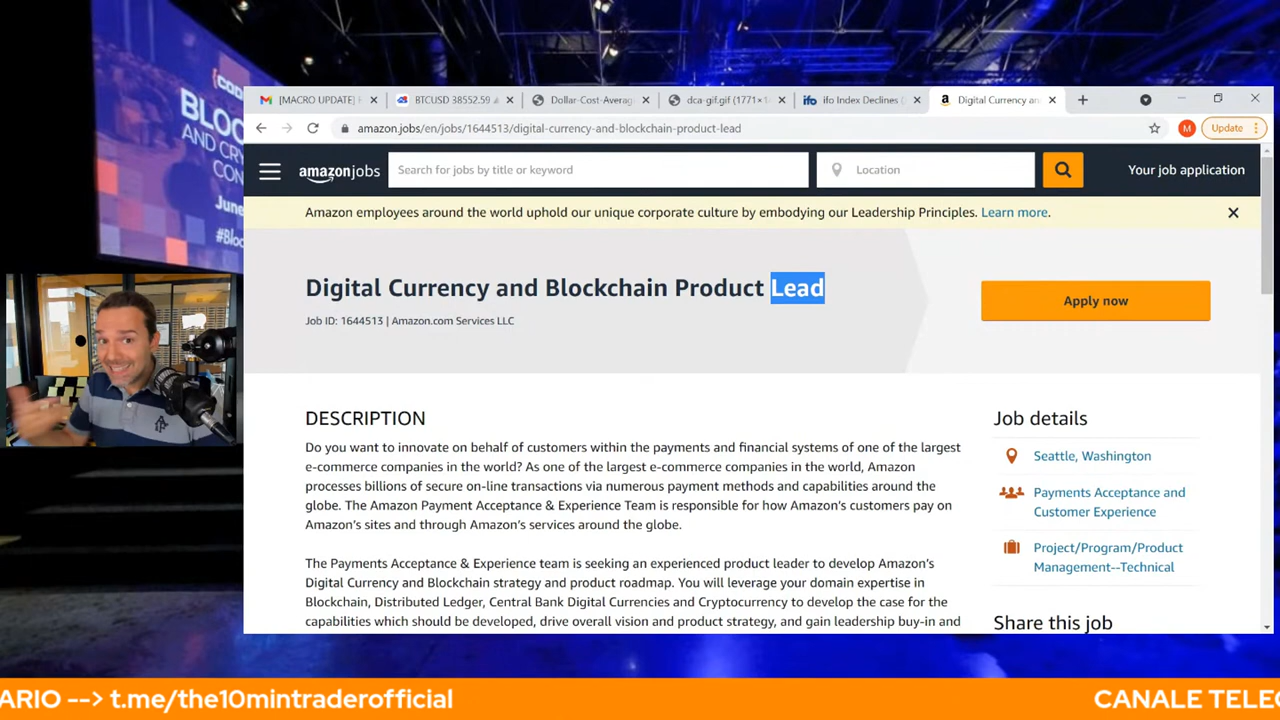 {COD
BLOC
AND CRY
CON
June
#Bloc
[MACRO UPDATE]
BTCUSD 38552.59
Dollar-Cost-Averag
dca-gif.gif (1771×1
ifo
ifo Index Declines (
Digital Currency an
amazon.jobs/en/jobs/1644513/digital-currency-and-blockchain-product-lead
M
Update
amazonjobs
Search for jobs by title or keyword
Location
Your job application
Amazon employees around the world uphold our unique corporate culture by embodying our Leadership Principles. Learn more.
Digital Currency and Blockchain Product Lead
Job ID: 1644513 | Amazon.com Services LLC
Apply now
DESCRIPTION
Do you want to innovate on behalf of customers within the payments and financial systems of one of the largest
e-commerce companies in the world? As one of the largest e-commerce companies in the world, Amazon
processes billions of secure on-line transactions via numerous payment methods and capabilities around the
globe. The Amazon Payment Acceptance & Experience Team is responsible for how Amazon's customers pay on
Amazon's sites and through Amazon's services around the globe.
The Payments Acceptance & Experience team is seeking an experienced product leader to develop Amazon's
Digital Currency and Blockchain strategy and product roadmap. You will leverage your domain expertise in
Blockchain, Distributed Ledger, Central Bank Digital Currencies and Cryptocurrency to develop the case for the
capabilities which should be developed, drive overall vision and product strategy, and gain leadership buy-in and
Job details
Seattle, Washington
Payments Acceptance and
Customer Experience
Project/Program/Product
Management--Technical
Share this job
ARIO --> t.me/the10mintraderofficial
CANALE TELEG